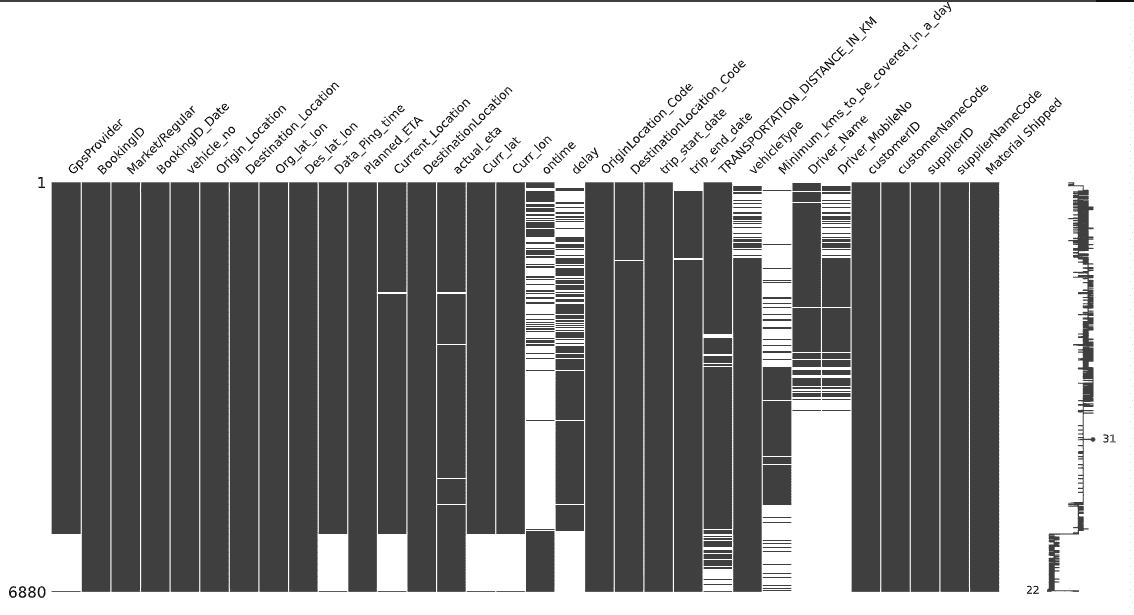 GpsProvider
BookingID
Market/Regular
BookingID_Date
vehicle_no
Origin_Location
Destination_Location
Org_lat_lon
Des_lat_lon
Data_Ping_time
Planned_ETA
Current_Location
DestinationLocation
actual_eta
Curr_lat
Curr_lon
ontime
delay
OriginLocation_Code
DestinationLocation_Code
trip_start_date
trip_end_date
TRANSPORTATION_DISTANCE_IN_KM
vehicleType
Minimum_kms_to_be_covered_in_a_day
Driver_Name
Driver_MobileNo
customerID
customerNameCode
supplierID
supplierNameCode
Material Shipped
1
31
6880
22